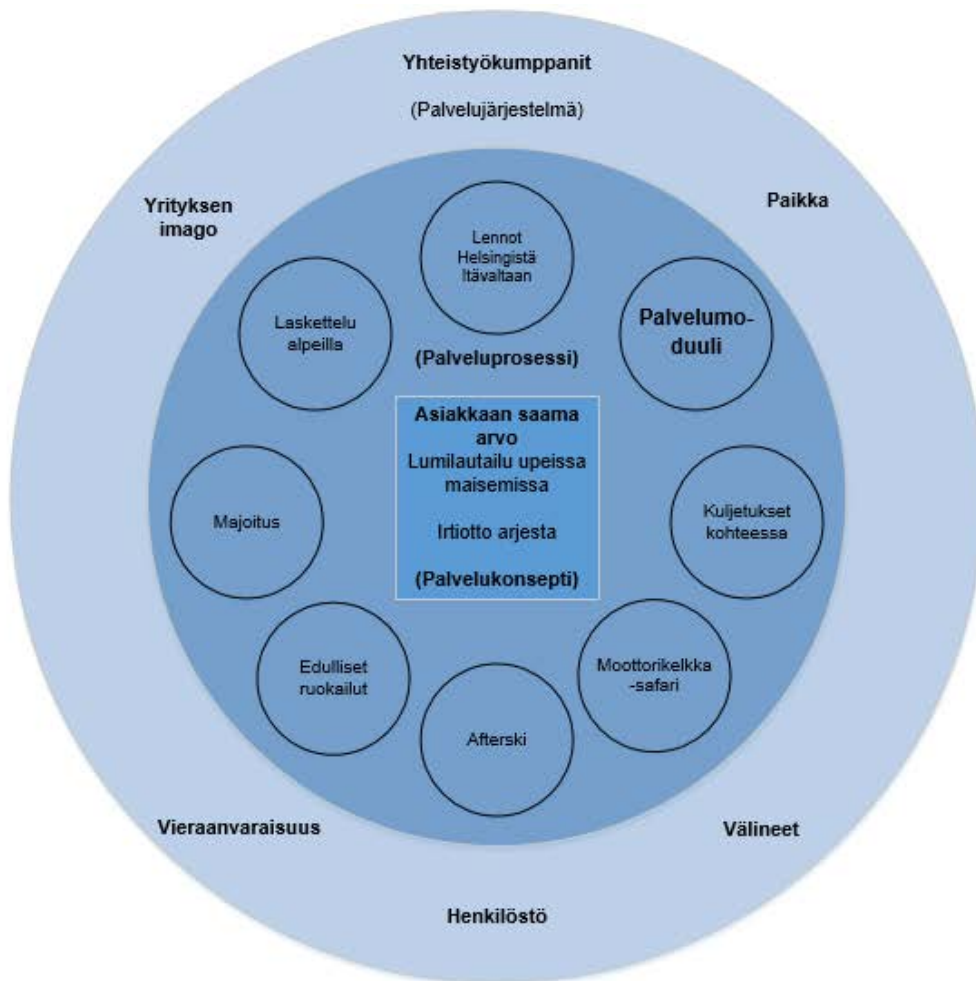 Yhteistyökumppanit
(Palvelujärjestelmä)
Yrityksen
imago
Paikka
Lennot
Helsingistä
Itävaltaan
Laskettelu
alpeilla
Palvelumo-
duuli
(Palveluprosessi)
Asiakkaan saama
arvo
Lumilautailu upeissa
maisemissa
Irtiotto arjesta
(Palvelukonsepti)
Majoitus
Kuljetukset
kohteessa
Edulliset
ruokailut
Moottorikelkka
-safari
Afterski
Vieraanvaraisuus
Välineet
Henkilöstö